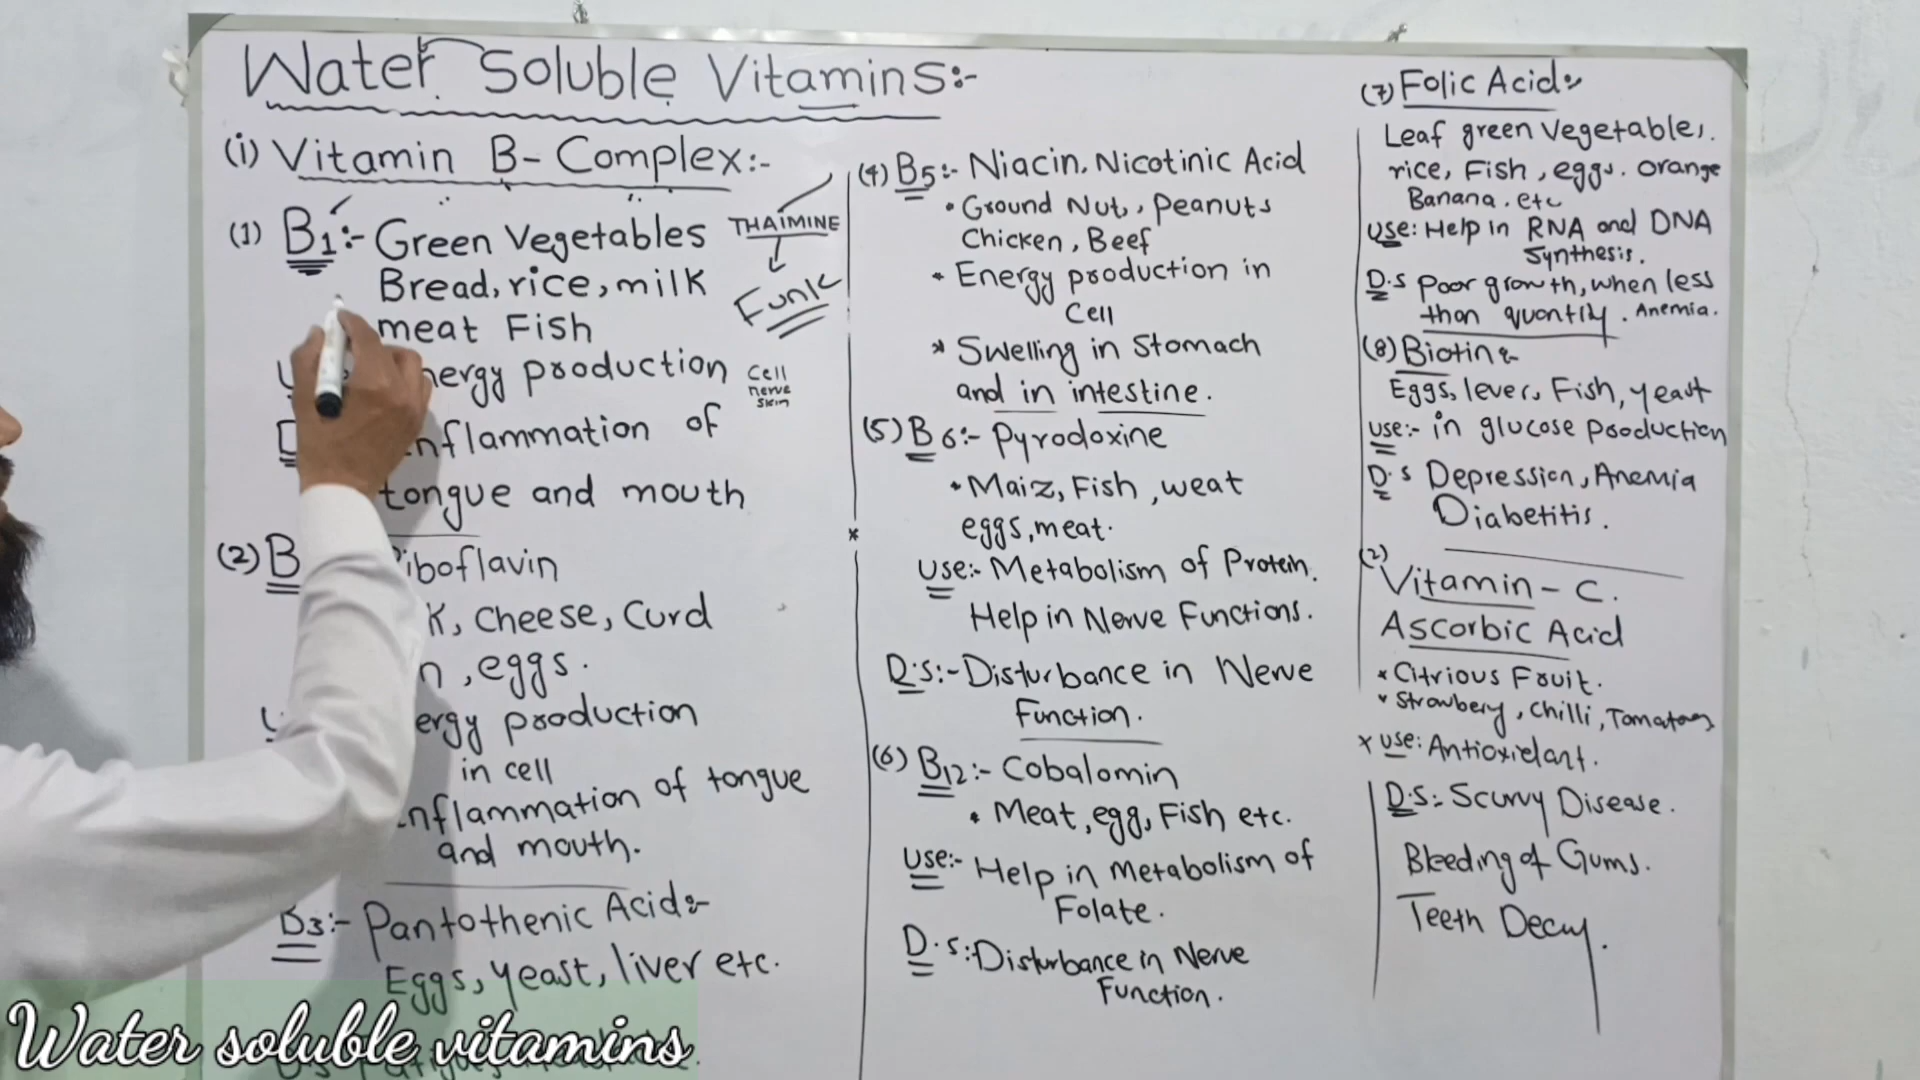 Water Soluble Vitamins:-
(i) Vitamin B-Complex:-
(1) B1:- Green Vegetables
Bread, rice, milk
meat Fish
nergy production
Cell
nerve
skin
nflammation of
tongue and mouth
THAIMINE
Funk
(2) B iboflavin
K, Cheese, Curd
n, eggs.
ergy production
in cell
nflammation of tongue
and mouth.
B3:- Pantothenic Acid:-
Eggs, yeast, liver etc.
(4) B5:- Niacin, Nicotinic Acid
• Ground Nut, Peanuts
Chicken, Beef
* Energy production in
Cell
* Swelling in Stomach
and in intestine.
(5) B6:- Pyrodoxine
• Maiz, Fish, weat
eggs, meat.
Use:- Metabolism of Protein.
Help in Nerve Functions.
D.S:- Disturbance in Nerve
Function.
(6) B12:- Cobalomin
• Meat, egg, Fish etc.
Use:- Help in Metabolism of
Folate.
D.S: Disturbance in Nerve
Function.
(7) Folic Acid:-
Leaf green Vegetables.
rice, Fish, eggs. orange
Banana. etc
Use: Help in RNA and DNA
Synthesis.
D.S Poor growth, when less
than quantity. Anemia.
(8) Biotin:-
Eggs, lever, Fish, yeast
Use:- in glucose production
D.S Depression, Anemia
Diabetitis.
(2)
Vitamin-C.
Ascorbic Acid
* Citrious Fruit.
* Strawbery, Chilli, Tomatoes
* Use: Antioxidant.
D.S: Scurvy Disease.
Bleeding of Gums.
Teeth Decay.
Water soluble vitamins